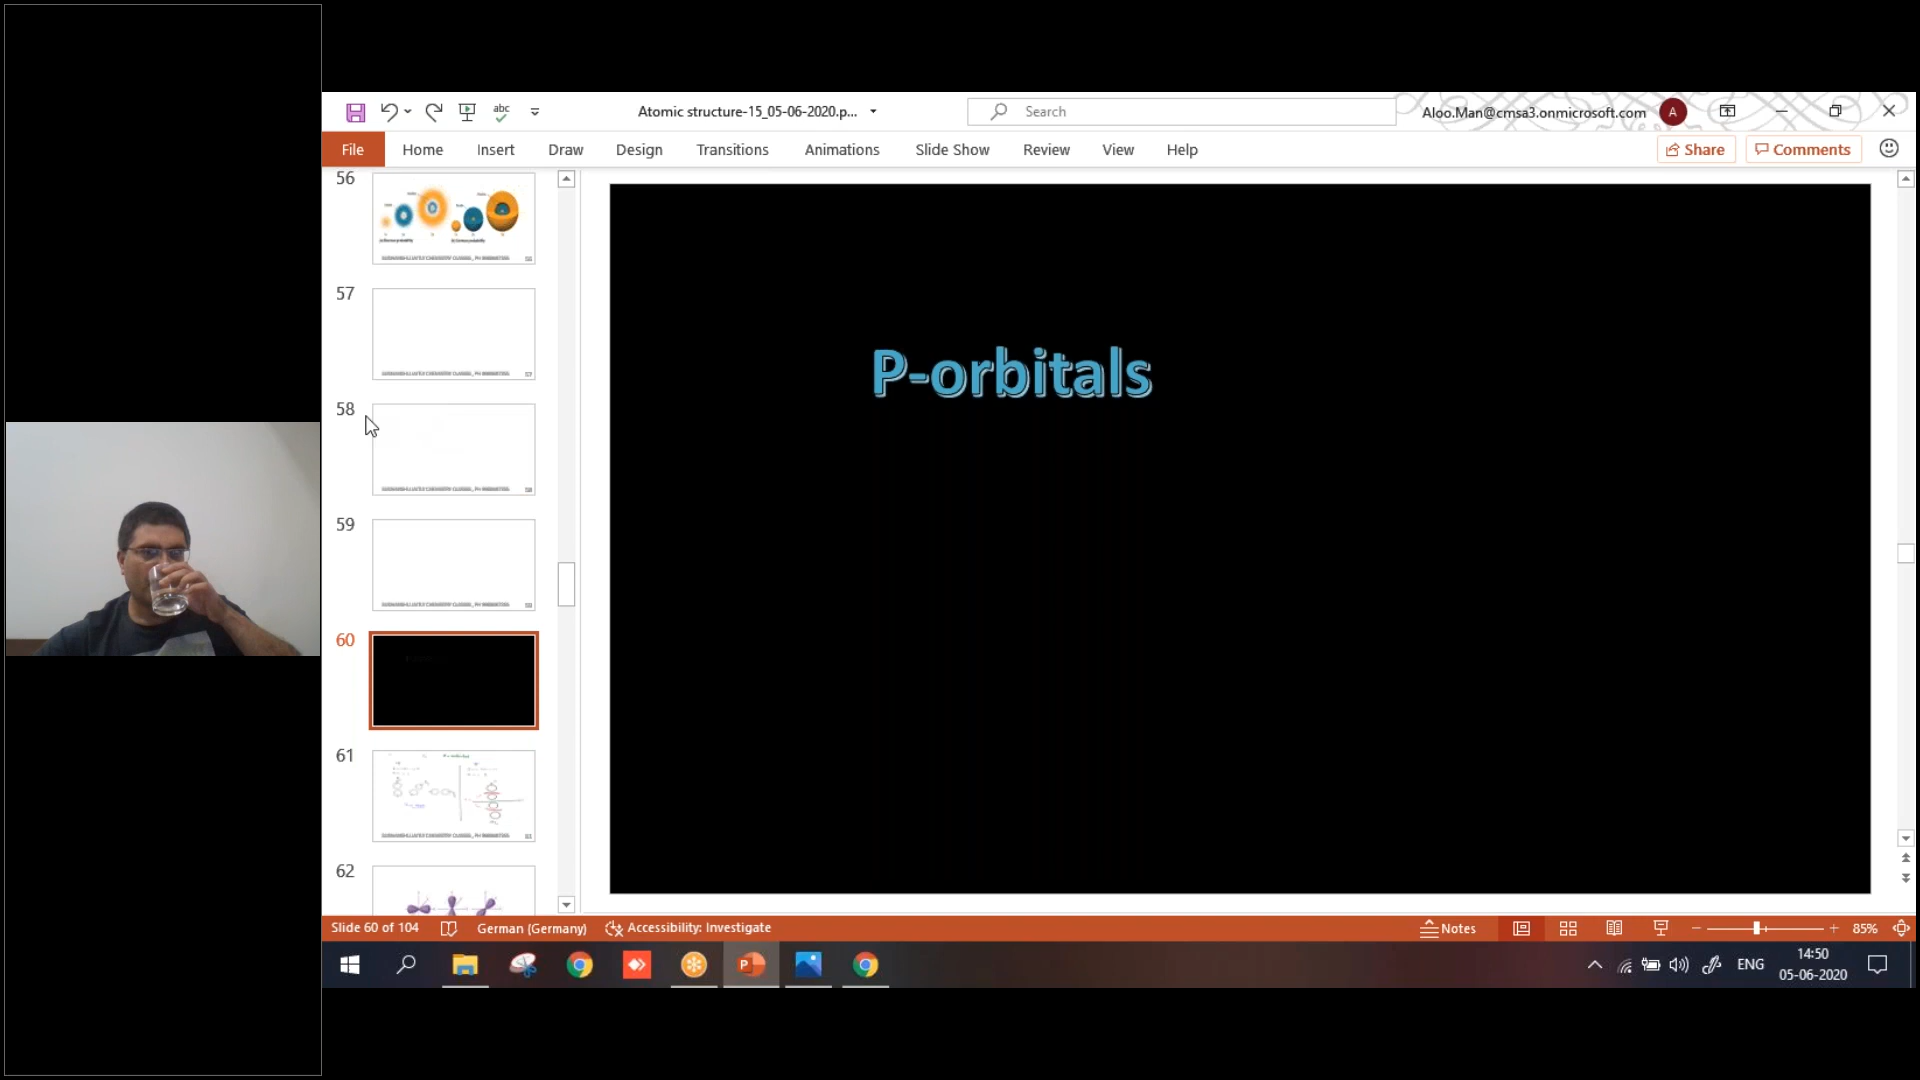 Atomic structure-15_05-06-2020.p...
Search
Aloo.Man@cmsa3.onmicrosoft.com
A
abc
File
Home
Insert
Draw
Design
Transitions
Animations
Slide Show
Review
View
Help
Share
Comments
56
57
58
59
60
61
62
P-orbitals
Slide 60 of 104
German (Germany)
Accessibility: Investigate
Notes
85%
ENG
14:50
05-06-2020